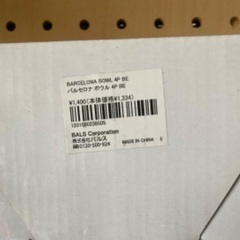 BARCELONA BOWL 4P BE
バルセロナ ボウル 4P BE
¥1,400(本体価格¥1,334)
BALS Corporation
株式会社バルス
MADE IN CHINA